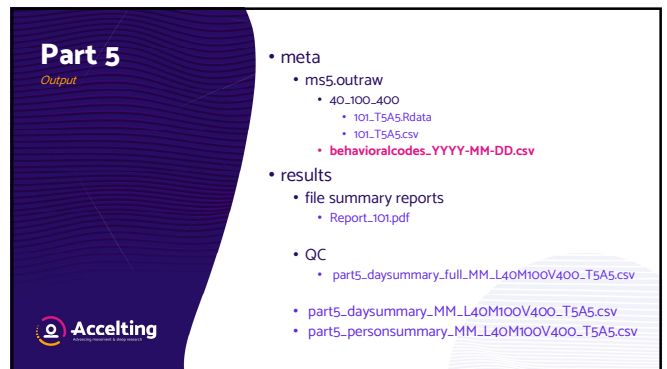 Part 5
Output
• meta
• ms5.outraw
• 40_100_400
• 101_T5A5.Rdata
• 101_T5A5.csv
• behavioralcodes_YYYY-MM-DD.csv
• results
• file summary reports
• Report_101.pdf
• QC
• part5_daysummary_full_MM_L40M100V400_T5A5.csv
• part5_daysummary_MM_L40M100V400_T5A5.csv
• part5_personsummary_MM_L40M100V400_T5A5.csv
Accelting
Advancing movement & sleep research